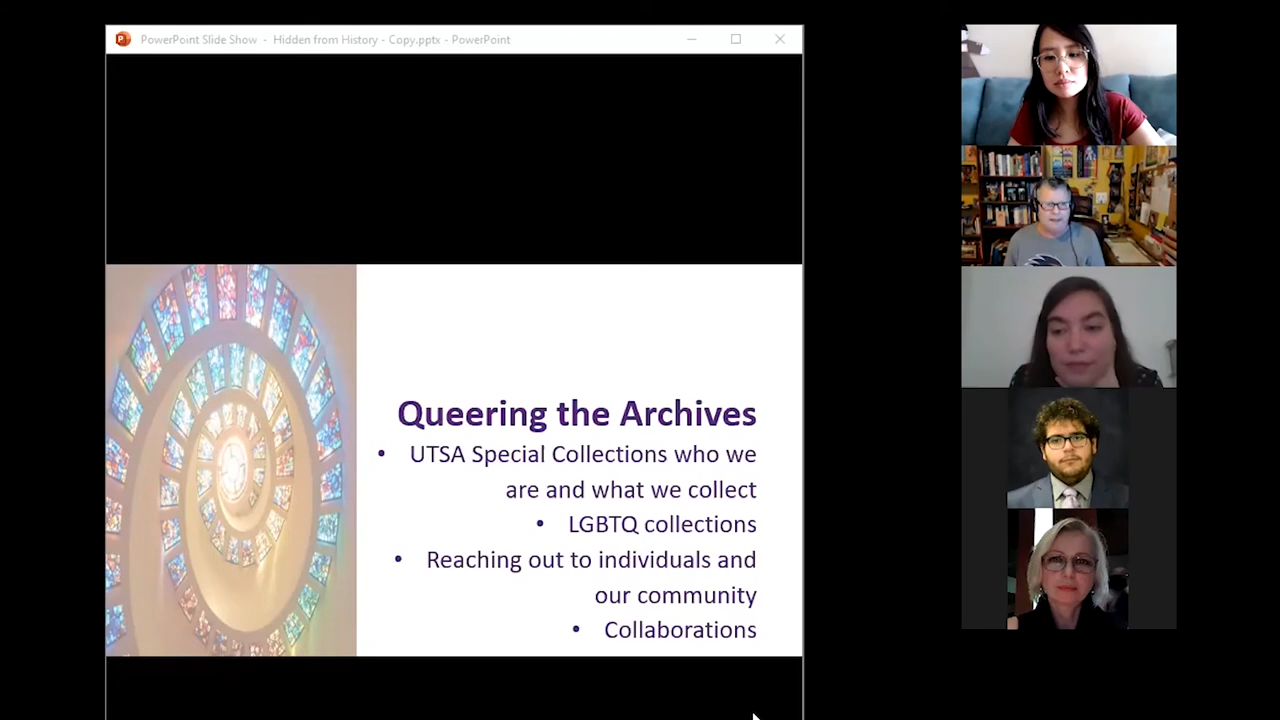 PowerPoint Slide Show - Hidden from History - Copy.pptx - PowerPoint
Queering the Archives
• UTSA Special Collections who we
are and what we collect
• LGBTQ collections
• Reaching out to individuals and
our community
• Collaborations